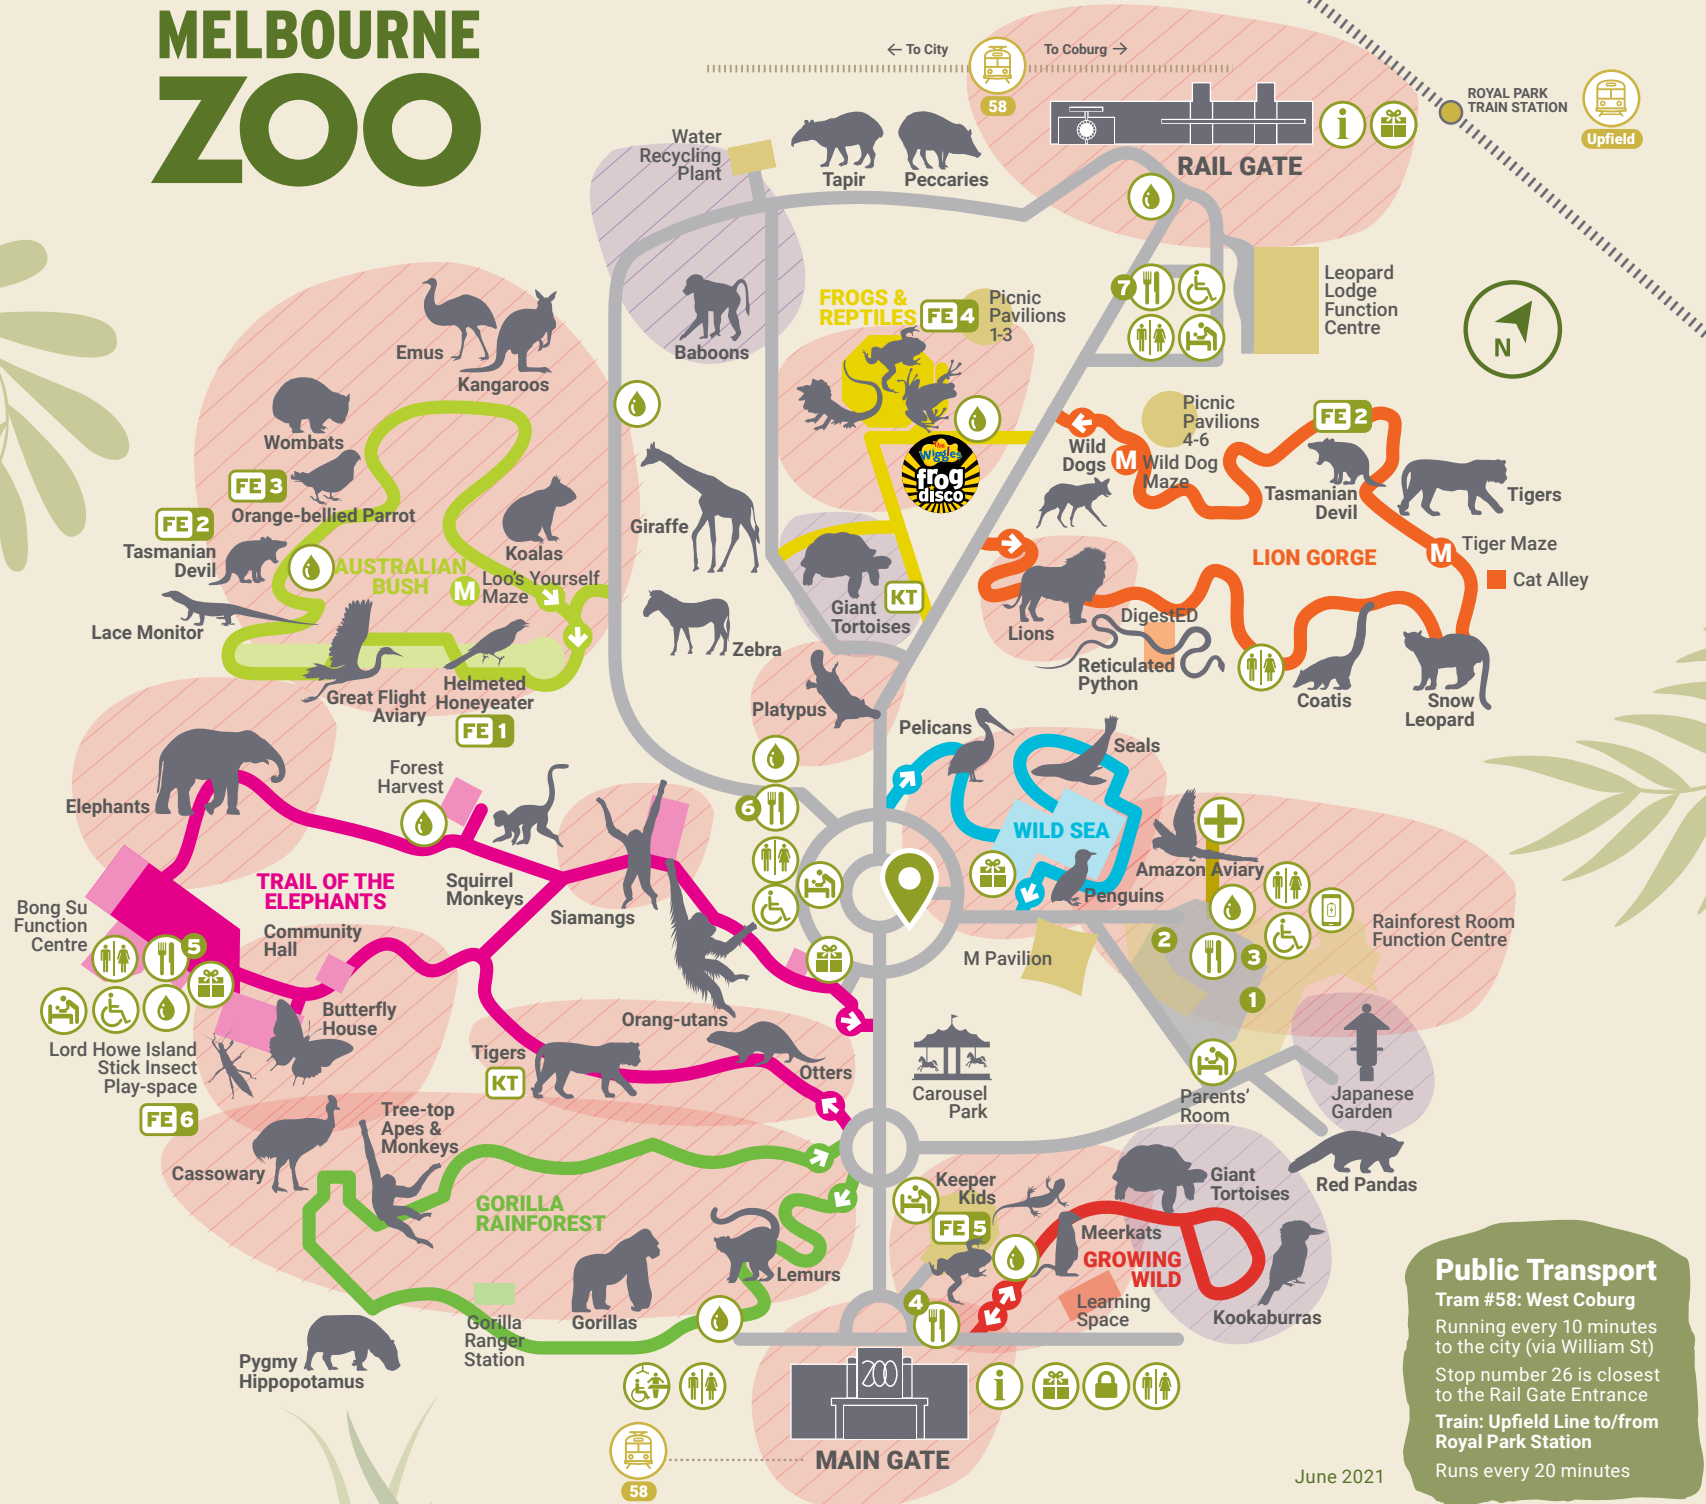 MELBOURNE
ZOO
← To City
58
To Coburg →
ROYAL PARK
TRAIN STATION
Upfield
RAIL GATE
Water
Recycling
Plant
Tapir
Peccaries
Baboons
FROGS &
REPTILES
FE 4
Picnic
Pavilions
1-3
7
Leopard
Lodge
Function
Centre
N
Emus
Kangaroos
Wombats
FE 3
Orange-bellied Parrot
FE 2
Tasmanian
Devil
AUSTRALIAN
BUSH
Koalas
M
Loo's Yourself
Maze
Lace Monitor
Great Flight
Aviary
Helmeted
Honeyeater
FE 1
Giraffe
Zebra
The
Wiggles
frog
disco
Giant
Tortoises
KT
Platypus
Wild
Dogs
M
Wild Dog
Maze
Picnic
Pavilions
4-6
FE 2
Tasmanian
Devil
Tigers
LION GORGE
M
Tiger Maze
Cat Alley
Lions
DigestED
Reticulated
Python
Coatis
Snow
Leopard
Elephants
Forest
Harvest
Squirrel
Monkeys
Siamangs
TRAIL OF THE
ELEPHANTS
6
Pelicans
Seals
WILD SEA
Penguins
Amazon Aviary
Bong Su
Function
Centre
5
Community
Hall
Butterfly
House
Lord Howe Island
Stick Insect
Play-space
FE 6
Orang-utans
Tigers
KT
Otters
M Pavilion
2
3
1
Rainforest Room
Function Centre
Carousel
Park
Parents'
Room
Japanese
Garden
Red Pandas
Cassowary
Tree-top
Apes &
Monkeys
GORILLA
RAINFOREST
Lemurs
Gorillas
Gorilla
Ranger
Station
Pygmy
Hippopotamus
Keeper
Kids
FE 5
Meerkats
GROWING
WILD
Learning
Space
4
Giant
Tortoises
Kookaburras
ZOO
MAIN GATE
58
June 2021
Public Transport
Tram #58: West Coburg
Running every 10 minutes
to the city (via William St)
Stop number 26 is closest
to the Rail Gate Entrance
Train: Upfield Line to/from
Royal Park Station
Runs every 20 minutes